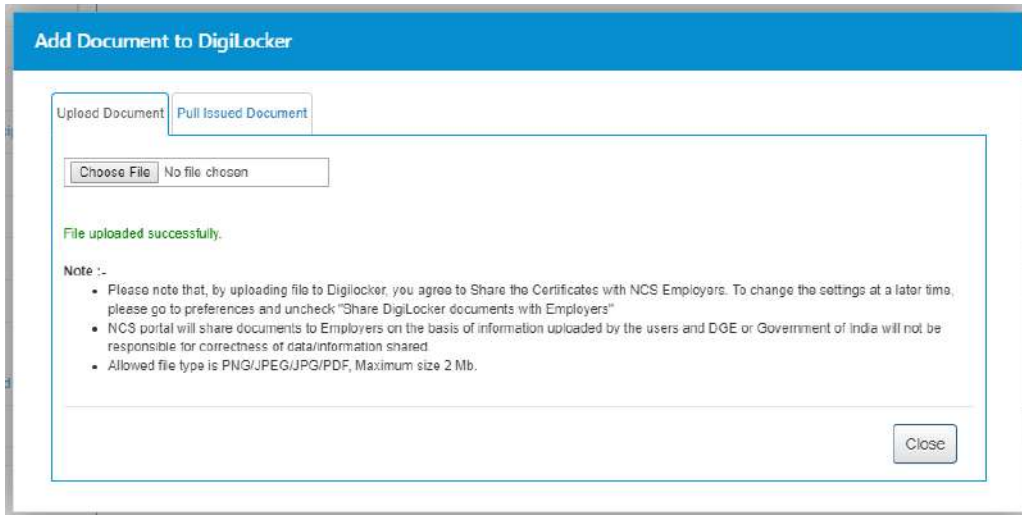 Add Document to DigiLocker
Upload Document
Pull Issued Document
Choose File No file chosen
File uploaded successfully.
Note :-
• Please note that, by uploading file to Digilocker, you agree to Share the Certificates with NCS Employers. To change the settings at a later time,
please go to preferences and uncheck "Share DigiLocker documents with Employers"
• NCS portal will share documents to Employers on the basis of information uploaded by the users and DGE or Government of India will not be
responsible for correctness of data/information shared.
• Allowed file type is PNG/JPEG/JPG/PDF, Maximum size 2 Mb.
Close